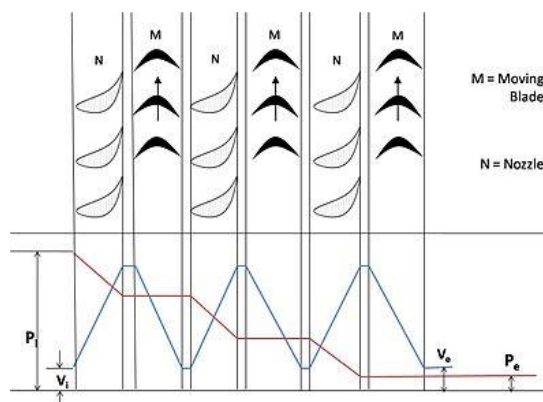 N M N M N M
M = Moving
Blade
N = Nozzle
Pᵢ
Vᵢ
Vₑ
Pₑ